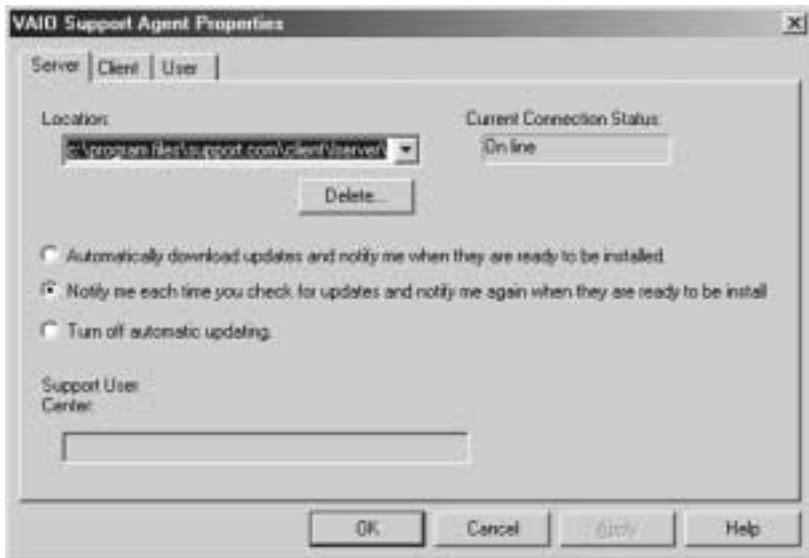 VAIO Support Agent Properties
Server Client User
Location: Current Connection Status:
c:\program files\support.com\client\lserver\ On line
Delete...
Automatically download updates and notify me when they are ready to be installed.
Notify me each time you check for updates and notify me again when they are ready to be install
Turn off automatic updating.
Support User
Center:
OK Cancel Apply Help